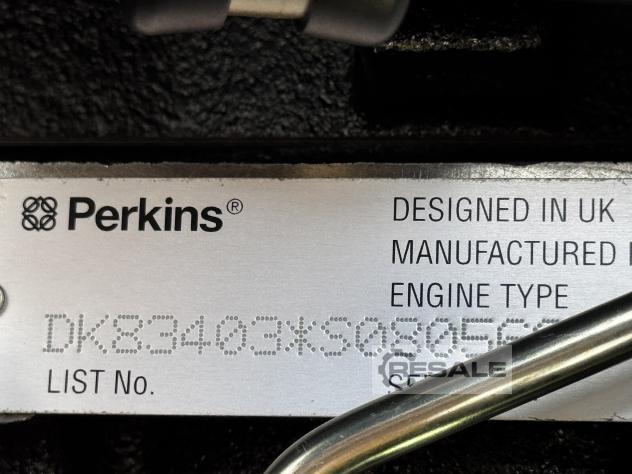 Perkins®
DESIGNED IN UK
MANUFACTURED
ENGINE TYPE
DK83403*S0805
LIST No.
RESALE